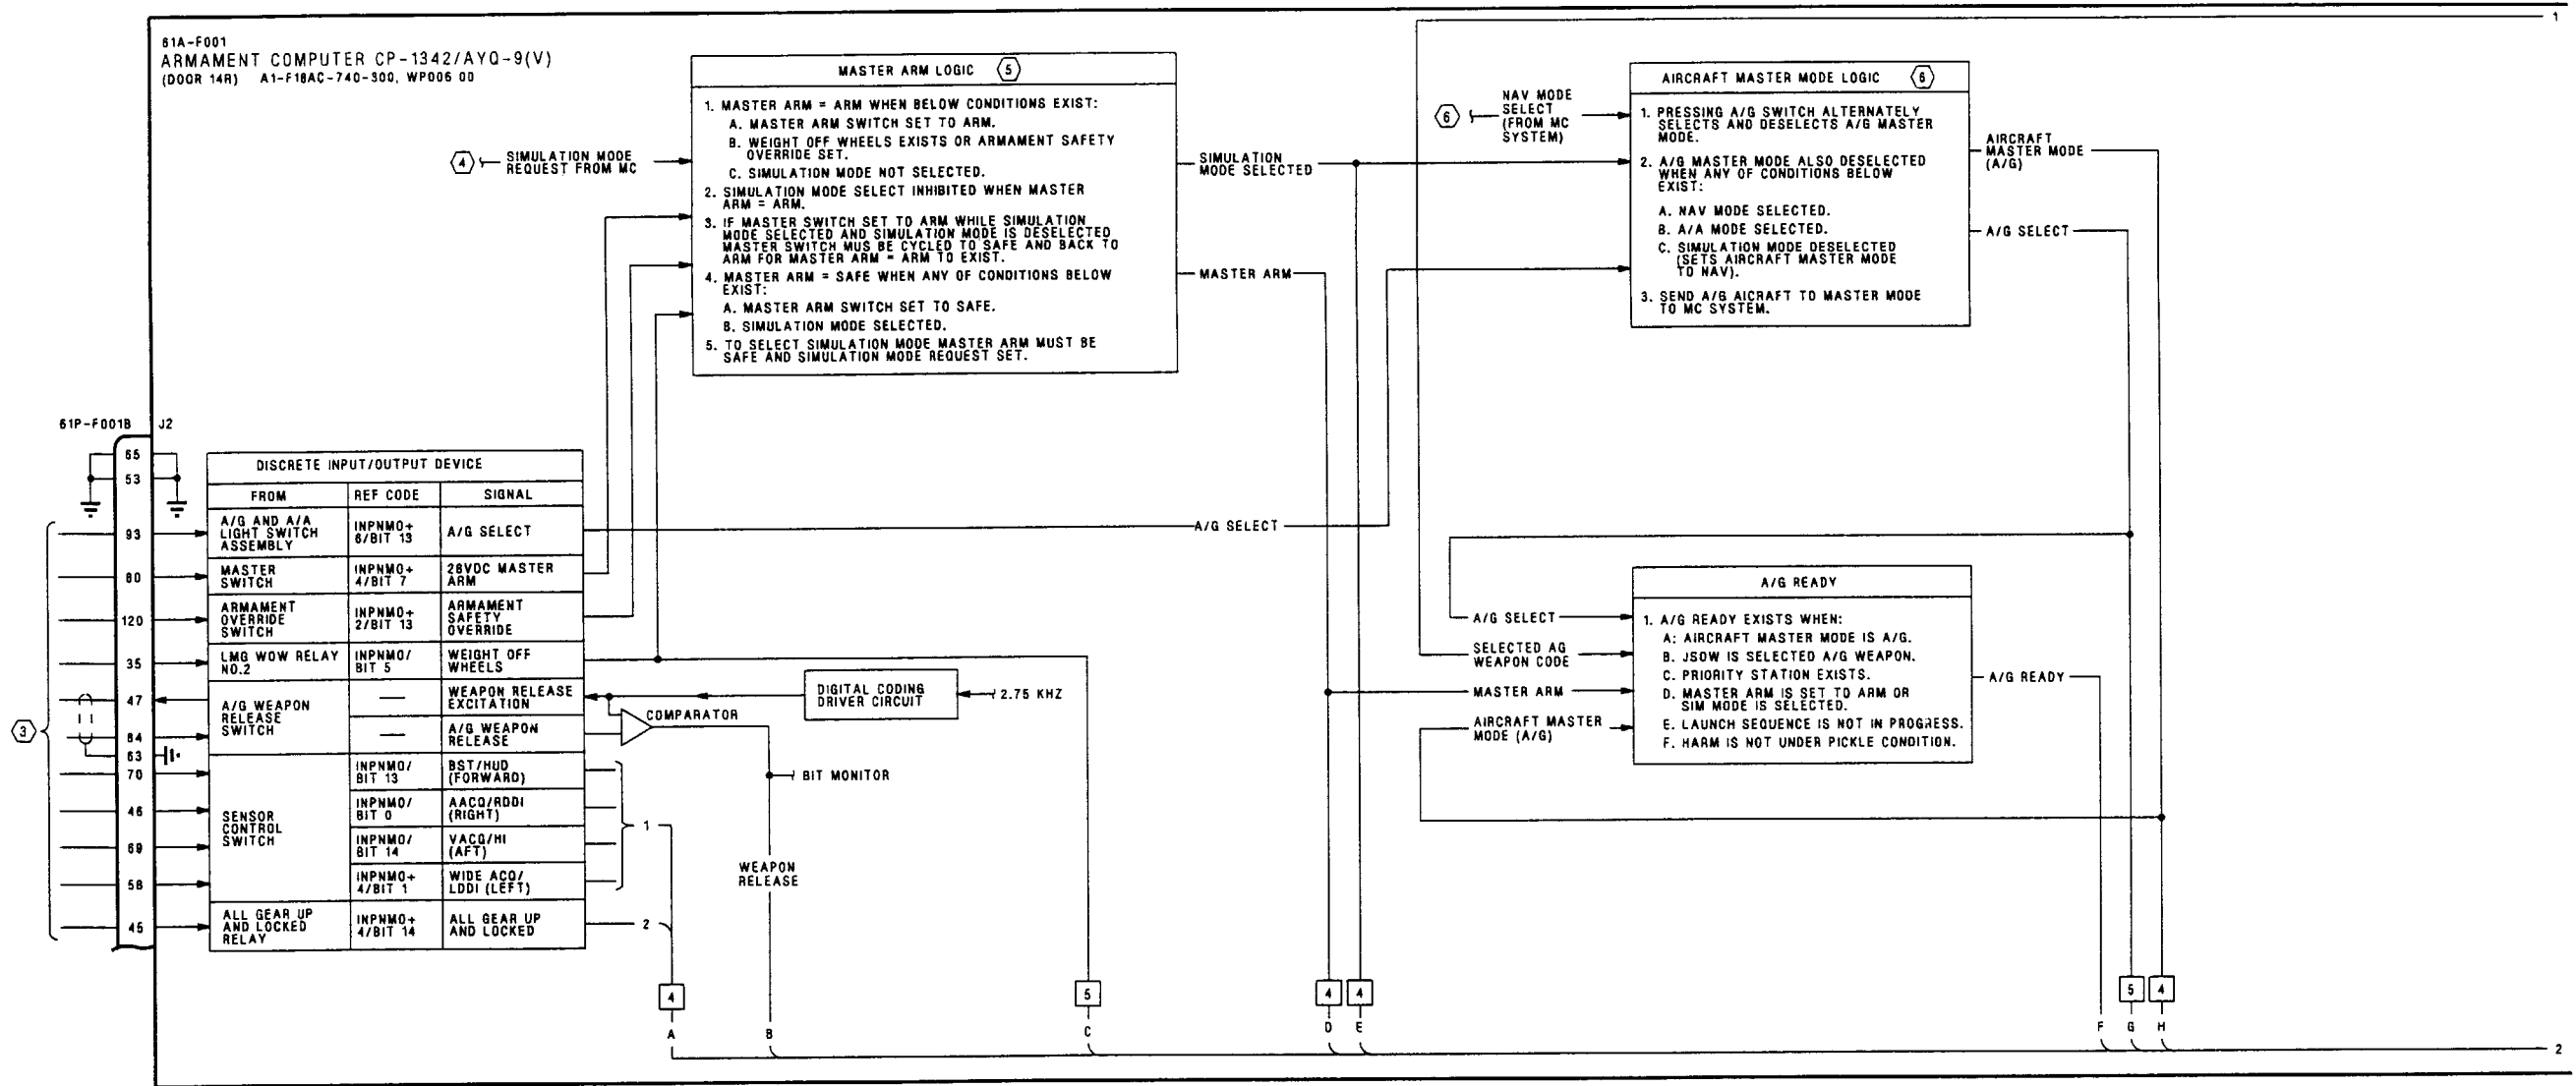 61A-F001
ARMAMENT COMPUTER CP-1342/AYQ-9(V)
(DOOR 14R) A1-F18AC-740-300, WP006 00
1
MASTER ARM LOGIC 5
1. MASTER ARM = ARM WHEN BELOW CONDITIONS EXIST:
A. MASTER ARM SWITCH SET TO ARM.
B. WEIGHT OFF WHEELS EXISTS OR ARMAMENT SAFETY
OVERRIDE SET.
C. SIMULATION MODE NOT SELECTED.
2. SIMULATION MODE SELECT INHIBITED WHEN MASTER
ARM = ARM.
3. IF MASTER SWITCH SET TO ARM WHILE SIMULATION
MODE SELECTED AND SIMULATION MODE IS DESELECTED
MASTER SWITCH MUS BE CYCLED TO SAFE AND BACK TO
ARM FOR MASTER ARM = ARM TO EXIST.
4. MASTER ARM = SAFE WHEN ANY OF CONDITIONS BELOW
EXIST:
A. MASTER ARM SWITCH SET TO SAFE.
B. SIMULATION MODE SELECTED.
5. TO SELECT SIMULATION MODE MASTER ARM MUST BE
SAFE AND SIMULATION MODE REQUEST SET.
4 SIMULATION MODE
REQUEST FROM MC
SIMULATION
MODE SELECTED
MASTER ARM
6
NAV MODE
SELECT
(FROM MC
SYSTEM)
AIRCRAFT MASTER MODE LOGIC 6
1. PRESSING A/G SWITCH ALTERNATELY
SELECTS AND DESELECTS A/G MASTER
MODE.
2. A/G MASTER MODE ALSO DESELECTED
WHEN ANY OF CONDITIONS BELOW
EXIST:
A. NAV MODE SELECTED.
B. A/A MODE SELECTED.
C. SIMULATION MODE DESELECTED
(SETS AIRCRAFT MASTER MODE
TO NAV).
3. SEND A/G AICRAFT TO MASTER MODE
TO MC SYSTEM.
AIRCRAFT
MASTER MODE
(A/G)
A/G SELECT
61P-F001B J2
65
53
93
80
120
35
47
84
63
70
46
69
58
45
3
DISCRETE INPUT/OUTPUT DEVICE
FROM REF CODE SIGNAL
A/G AND A/A
LIGHT SWITCH
ASSEMBLY
INPNMO+
6/BIT 13
A/G SELECT
MASTER
SWITCH
INPNMO+
4/BIT 7
28VDC MASTER
ARM
ARMAMENT
OVERRIDE
SWITCH
INPNMO+
2/BIT 13
ARMAMENT
SAFETY
OVERRIDE
LMG WOW RELAY
NO.2
INPNMO/
BIT 5
WEIGHT OFF
WHEELS
A/G WEAPON
RELEASE
SWITCH
—
WEAPON RELEASE
EXCITATION
—
A/G WEAPON
RELEASE
SENSOR
CONTROL
SWITCH
INPNMO/
BIT 13
BST/HUD
(FORWARD)
INPNMO/
BIT 0
AACQ/RDDI
(RIGHT)
INPNMO/
BIT 14
VACQ/HI
(AFT)
INPNMO+
4/BIT 1
WIDE ACQ/
LDDI (LEFT)
ALL GEAR UP
AND LOCKED
RELAY
INPNMO+
4/BIT 14
ALL GEAR UP
AND LOCKED
1
2
A/G SELECT
DIGITAL CODING
DRIVER CIRCUIT
2.75 KHZ
COMPARATOR
BIT MONITOR
WEAPON
RELEASE
A/G READY
1. A/G READY EXISTS WHEN:
A: AIRCRAFT MASTER MODE IS A/G.
B. JSOW IS SELECTED A/G WEAPON.
C. PRIORITY STATION EXISTS.
D. MASTER ARM IS SET TO ARM OR
SIM MODE IS SELECTED.
E. LAUNCH SEQUENCE IS NOT IN PROGRESS.
F. HARM IS NOT UNDER PICKLE CONDITION.
A/G SELECT
SELECTED AG
WEAPON CODE
MASTER ARM
AIRCRAFT MASTER
MODE (A/G)
A/G READY
4 5 4 4 5 4
A B C D E F G H
2